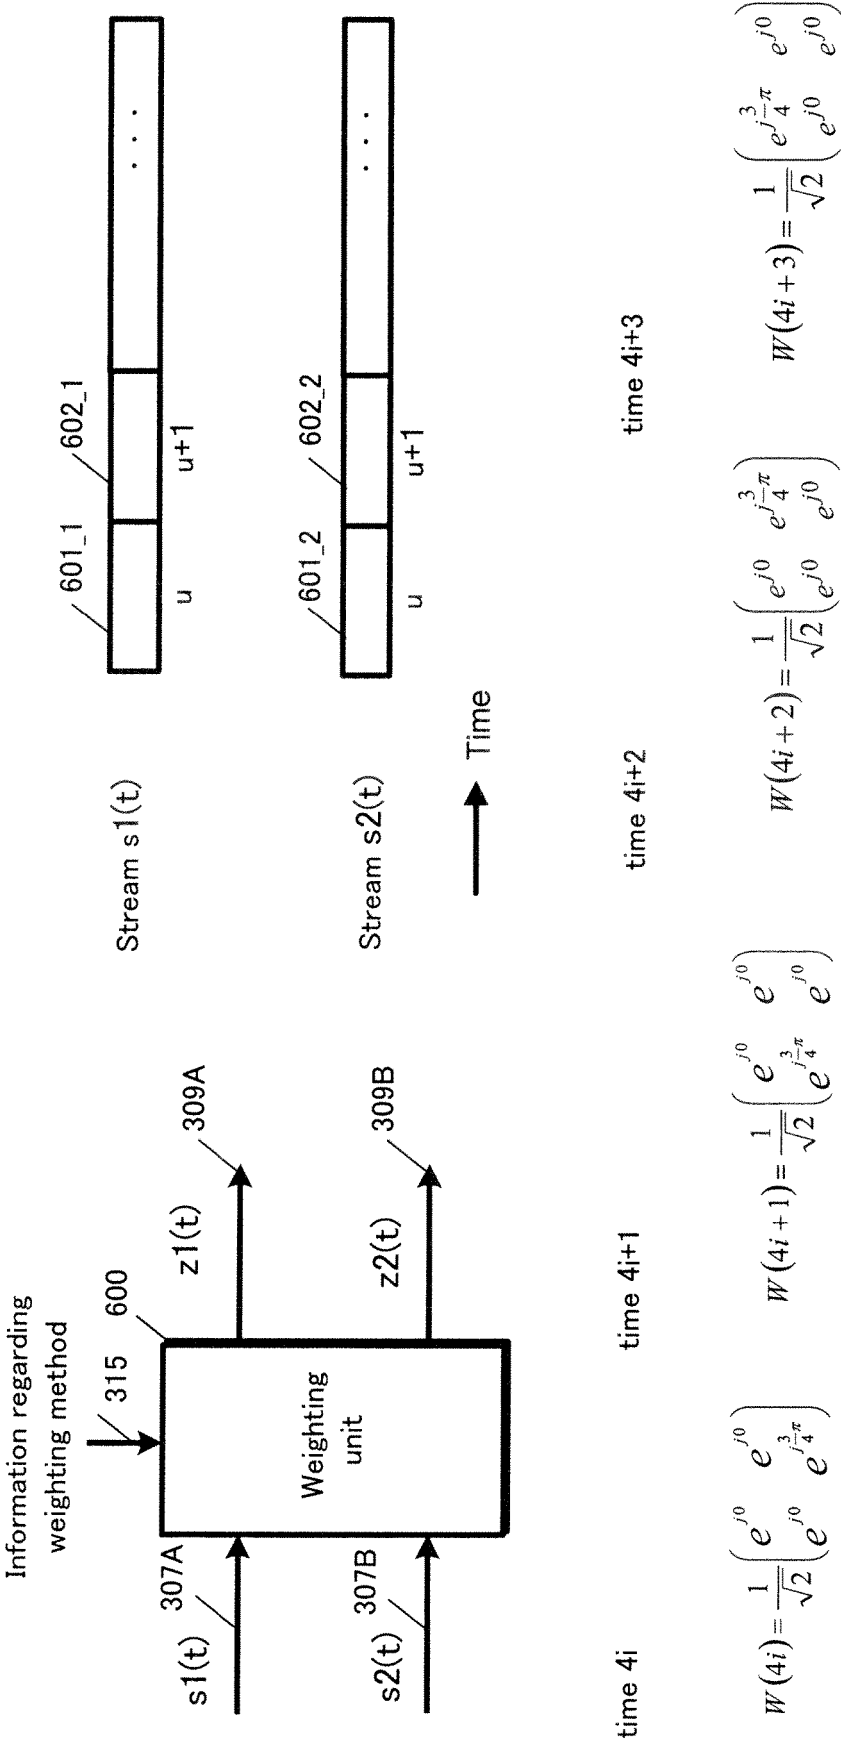 Information regarding
weighting method
315
600
s1(t)
307A
s2(t)
307B
Weighting
unit
z1(t)
309A
z2(t)
309B
Stream s1(t)
601_1
602_1
u
u+1
. . .
Stream s2(t)
601_2
602_2
u
u+1
. . .
Time
time 4i
time 4i+1
time 4i+2
time 4i+3
W(4i) = 1/√2 ( e^{j0} e^{j0} ; e^{j0} e^{j3/4π} )
W(4i+1) = 1/√2 ( e^{j0} e^{j0} ; e^{j3/4π} e^{j0} )
W(4i+2) = 1/√2 ( e^{j0} e^{j3/4π} ; e^{j0} e^{j0} )
W(4i+3) = 1/√2 ( e^{j3/4π} e^{j0} ; e^{j0} e^{j0} )